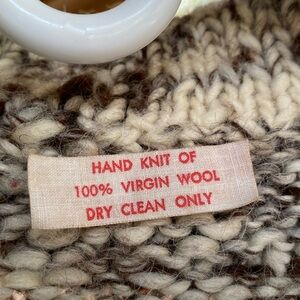 HAND KNIT OF
100% VIRGIN WOOL
DRY CLEAN ONLY